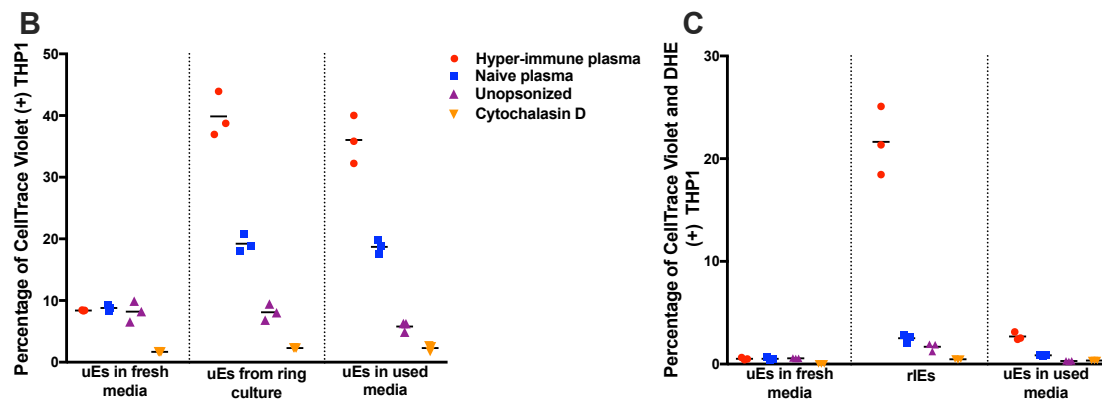 B
Percentage of CellTrace Violet (+) THP1
50
40
30
20
10
0
uEs in fresh
media
uEs from ring
culture
uEs in used
media
Hyper-immune plasma
Naive plasma
Unopsonized
Cytochalasin D
C
Percentage of CellTrace Violet and DHE
(+) THP1
30
20
10
0
uEs in fresh
media
rIEs
uEs in used
media